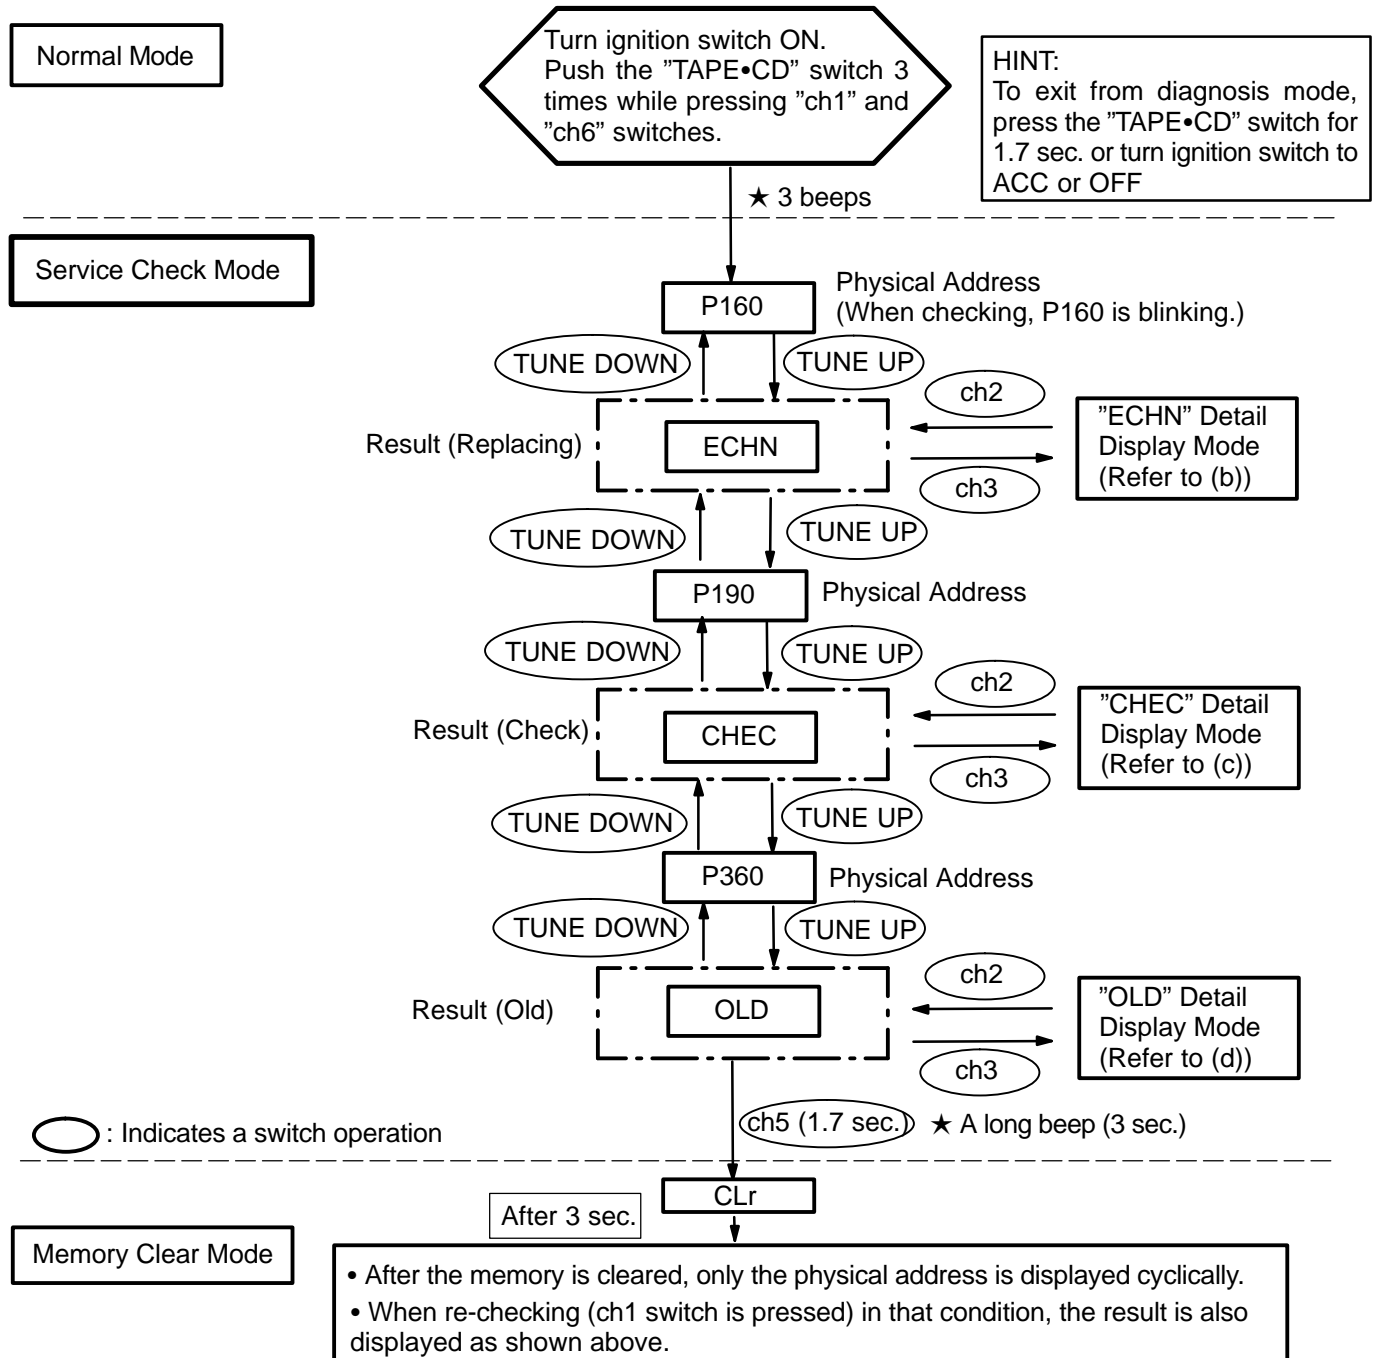 Normal Mode
Turn ignition switch ON.
Push the ”TAPE•CD” switch 3
times while pressing ”ch1” and
”ch6” switches.
HINT:
To exit from diagnosis mode,
press the ”TAPE•CD” switch for
1.7 sec. or turn ignition switch to
ACC or OFF
★ 3 beeps
Service Check Mode
P160
Physical Address
(When checking, P160 is blinking.)
TUNE DOWN
TUNE UP
Result (Replacing)
ECHN
ch2
ch3
”ECHN” Detail
Display Mode
(Refer to (b))
TUNE DOWN
TUNE UP
P190
Physical Address
TUNE DOWN
TUNE UP
Result (Check)
CHEC
ch2
ch3
”CHEC” Detail
Display Mode
(Refer to (c))
TUNE DOWN
TUNE UP
P360
Physical Address
TUNE DOWN
TUNE UP
Result (Old)
OLD
ch2
ch3
”OLD” Detail
Display Mode
(Refer to (d))
: Indicates a switch operation
ch5 (1.7 sec.)
★ A long beep (3 sec.)
CLr
After 3 sec.
Memory Clear Mode
• After the memory is cleared, only the physical address is displayed cyclically.
• When re-checking (ch1 switch is pressed) in that condition, the result is also
displayed as shown above.